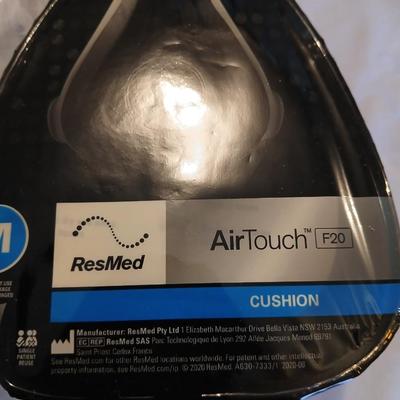 M
ResMed
AirTouch™ F20
CUSHION
SINGLE
PATIENT
REUSE
Manufacturer: ResMed Pty Ltd 1 Elizabeth Macarthur Drive Bella Vista NSW 2153 Australia
EC REP ResMed SAS Parc Technologique de Lyon 292 Allée Jacques Monod 69791
Saint Priest Cedex France
See ResMed.com for other ResMed locations worldwide. For patent and other intellectual
property information, see ResMed.com/ip © 2020 ResMed. 2020-08